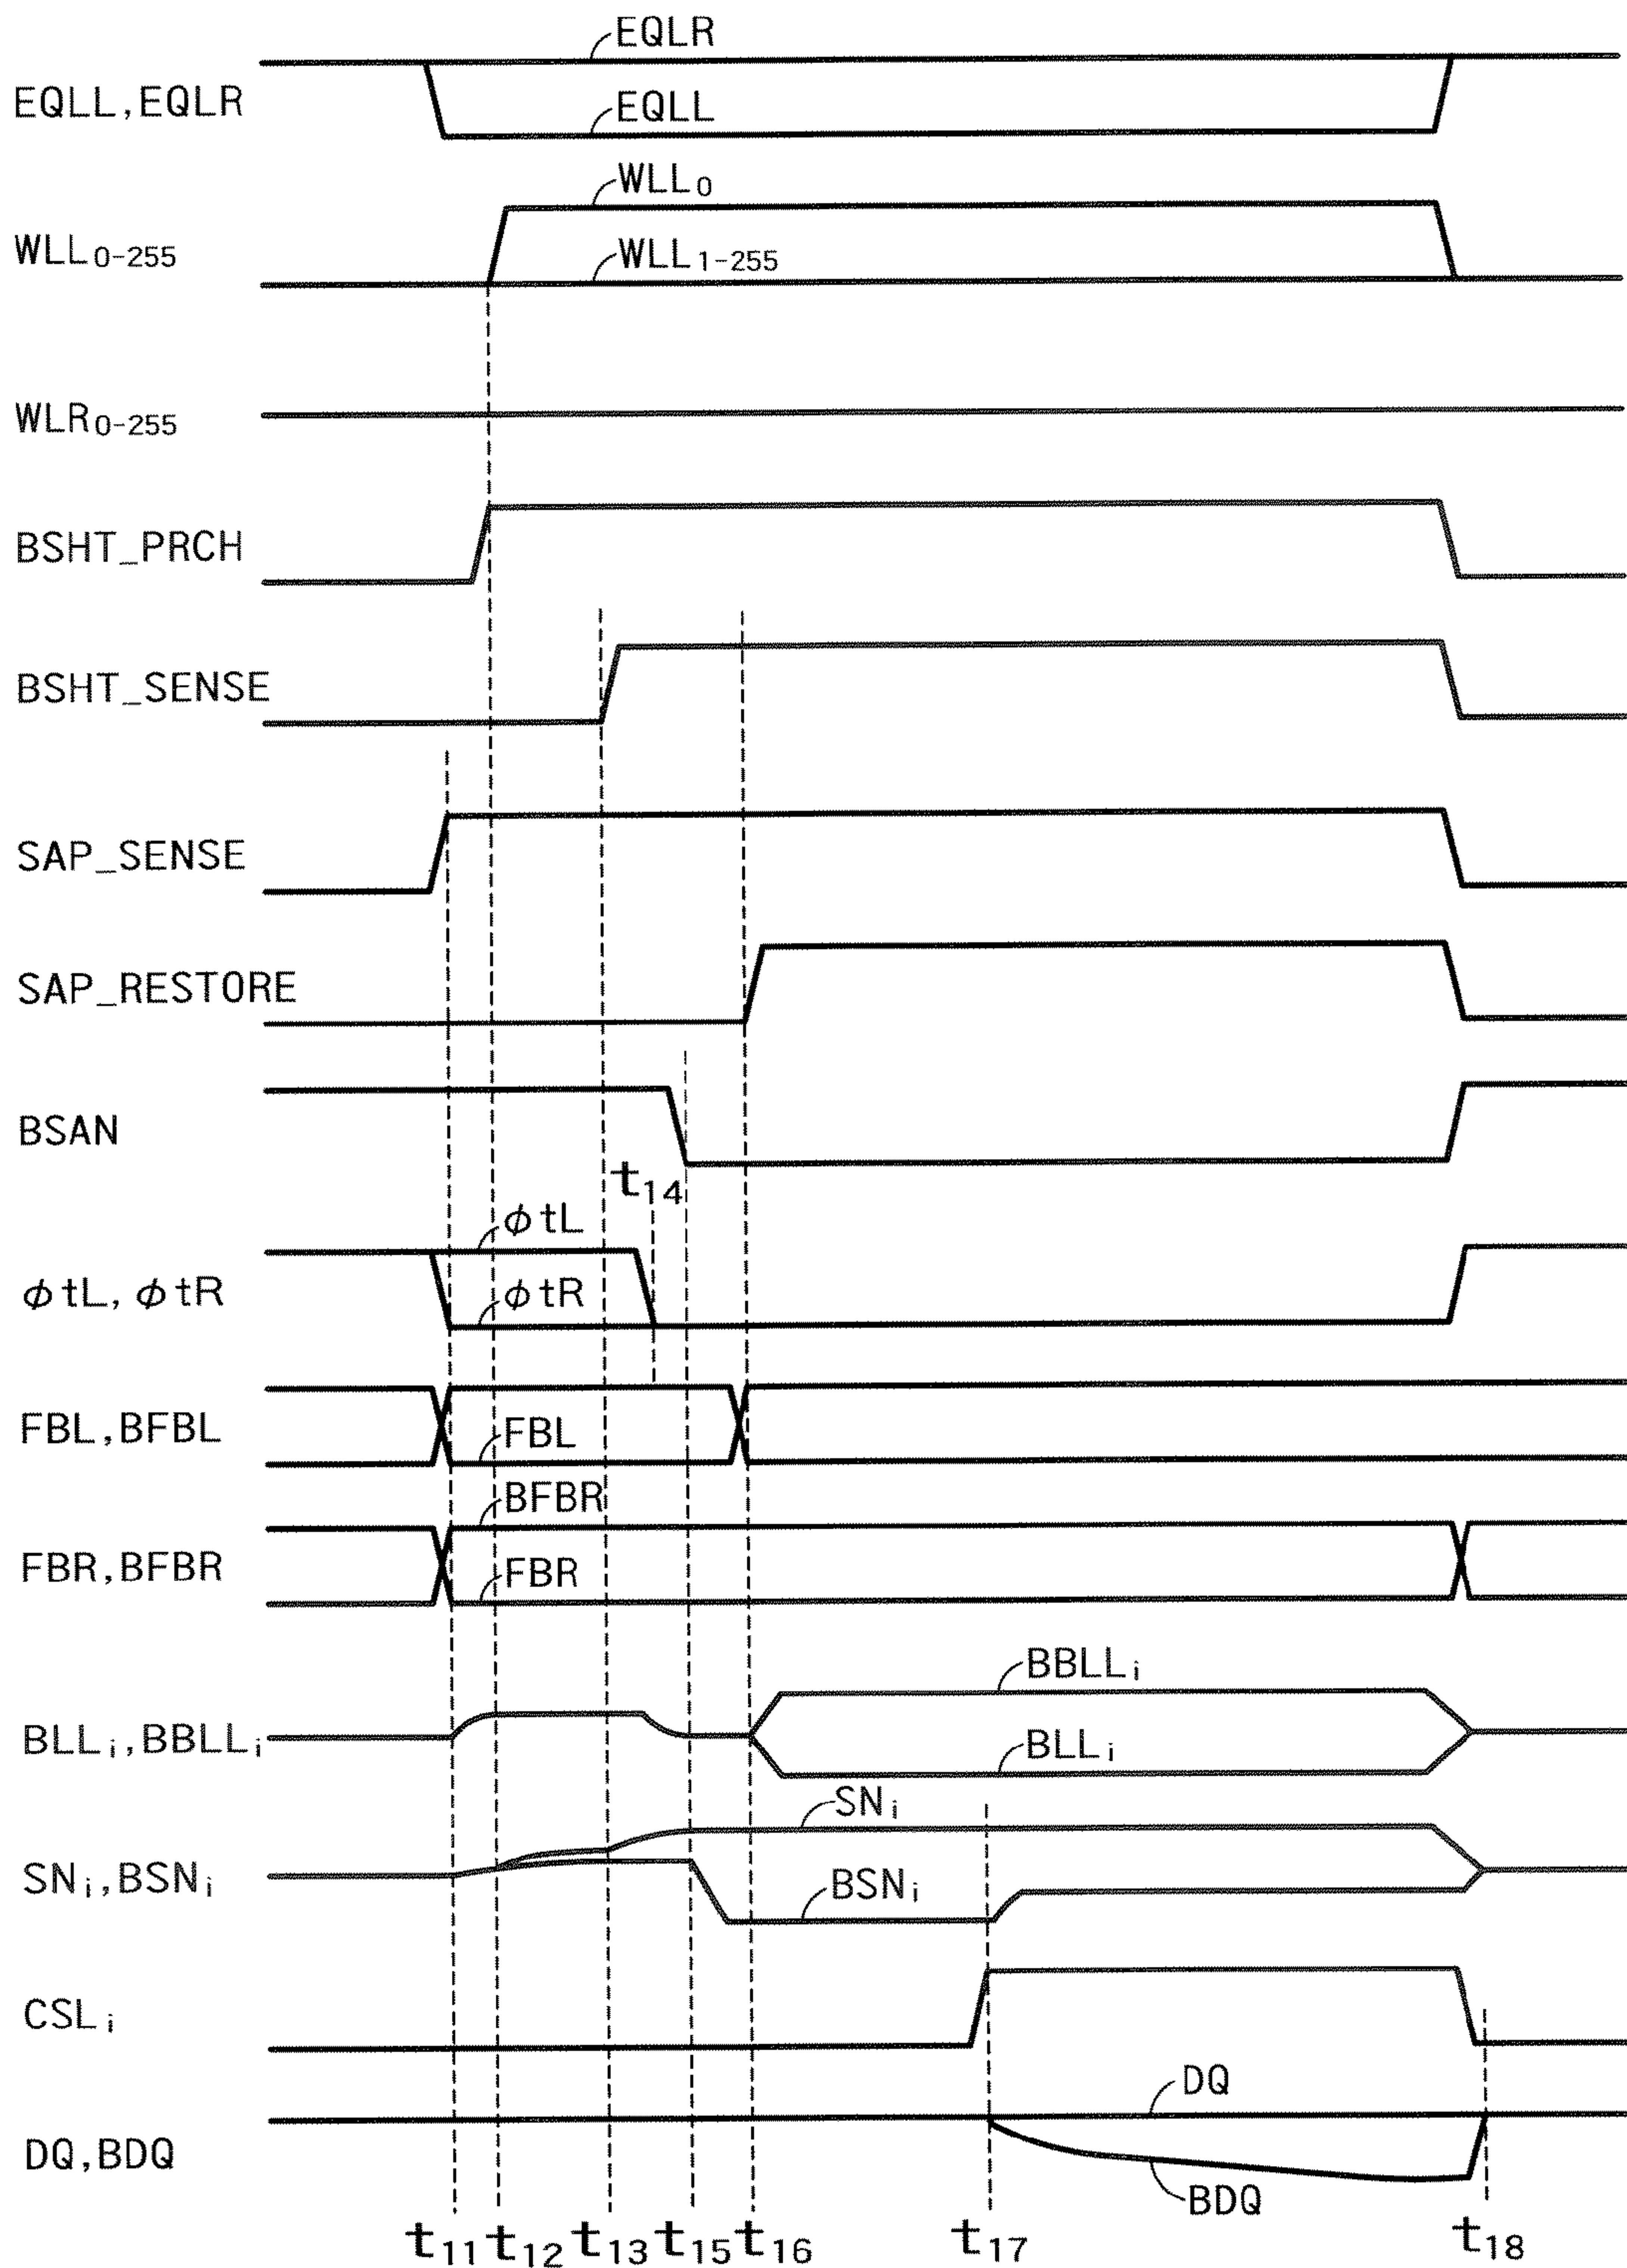 EQLR
EQLL,EQLR
EQLL
WLL₀
WLL₀₋₂₅₅
WLL₁₋₂₅₅
WLR₀₋₂₅₅
BSHT_PRCH
BSHT_SENSE
SAP_SENSE
SAP_RESTORE
BSAN
t₁₄
ϕtL
ϕtL, ϕtR
ϕtR
FBL,BFBL
FBL
BFBR
FBR,BFBR
FBR
BBLLᵢ
BLLᵢ,BBLLᵢ
BLLᵢ
SNᵢ
SNᵢ,BSNᵢ
BSNᵢ
CSLᵢ
DQ
DQ,BDQ
BDQ
t₁₁ t₁₂ t₁₃ t₁₅ t₁₆ t₁₇ t₁₈